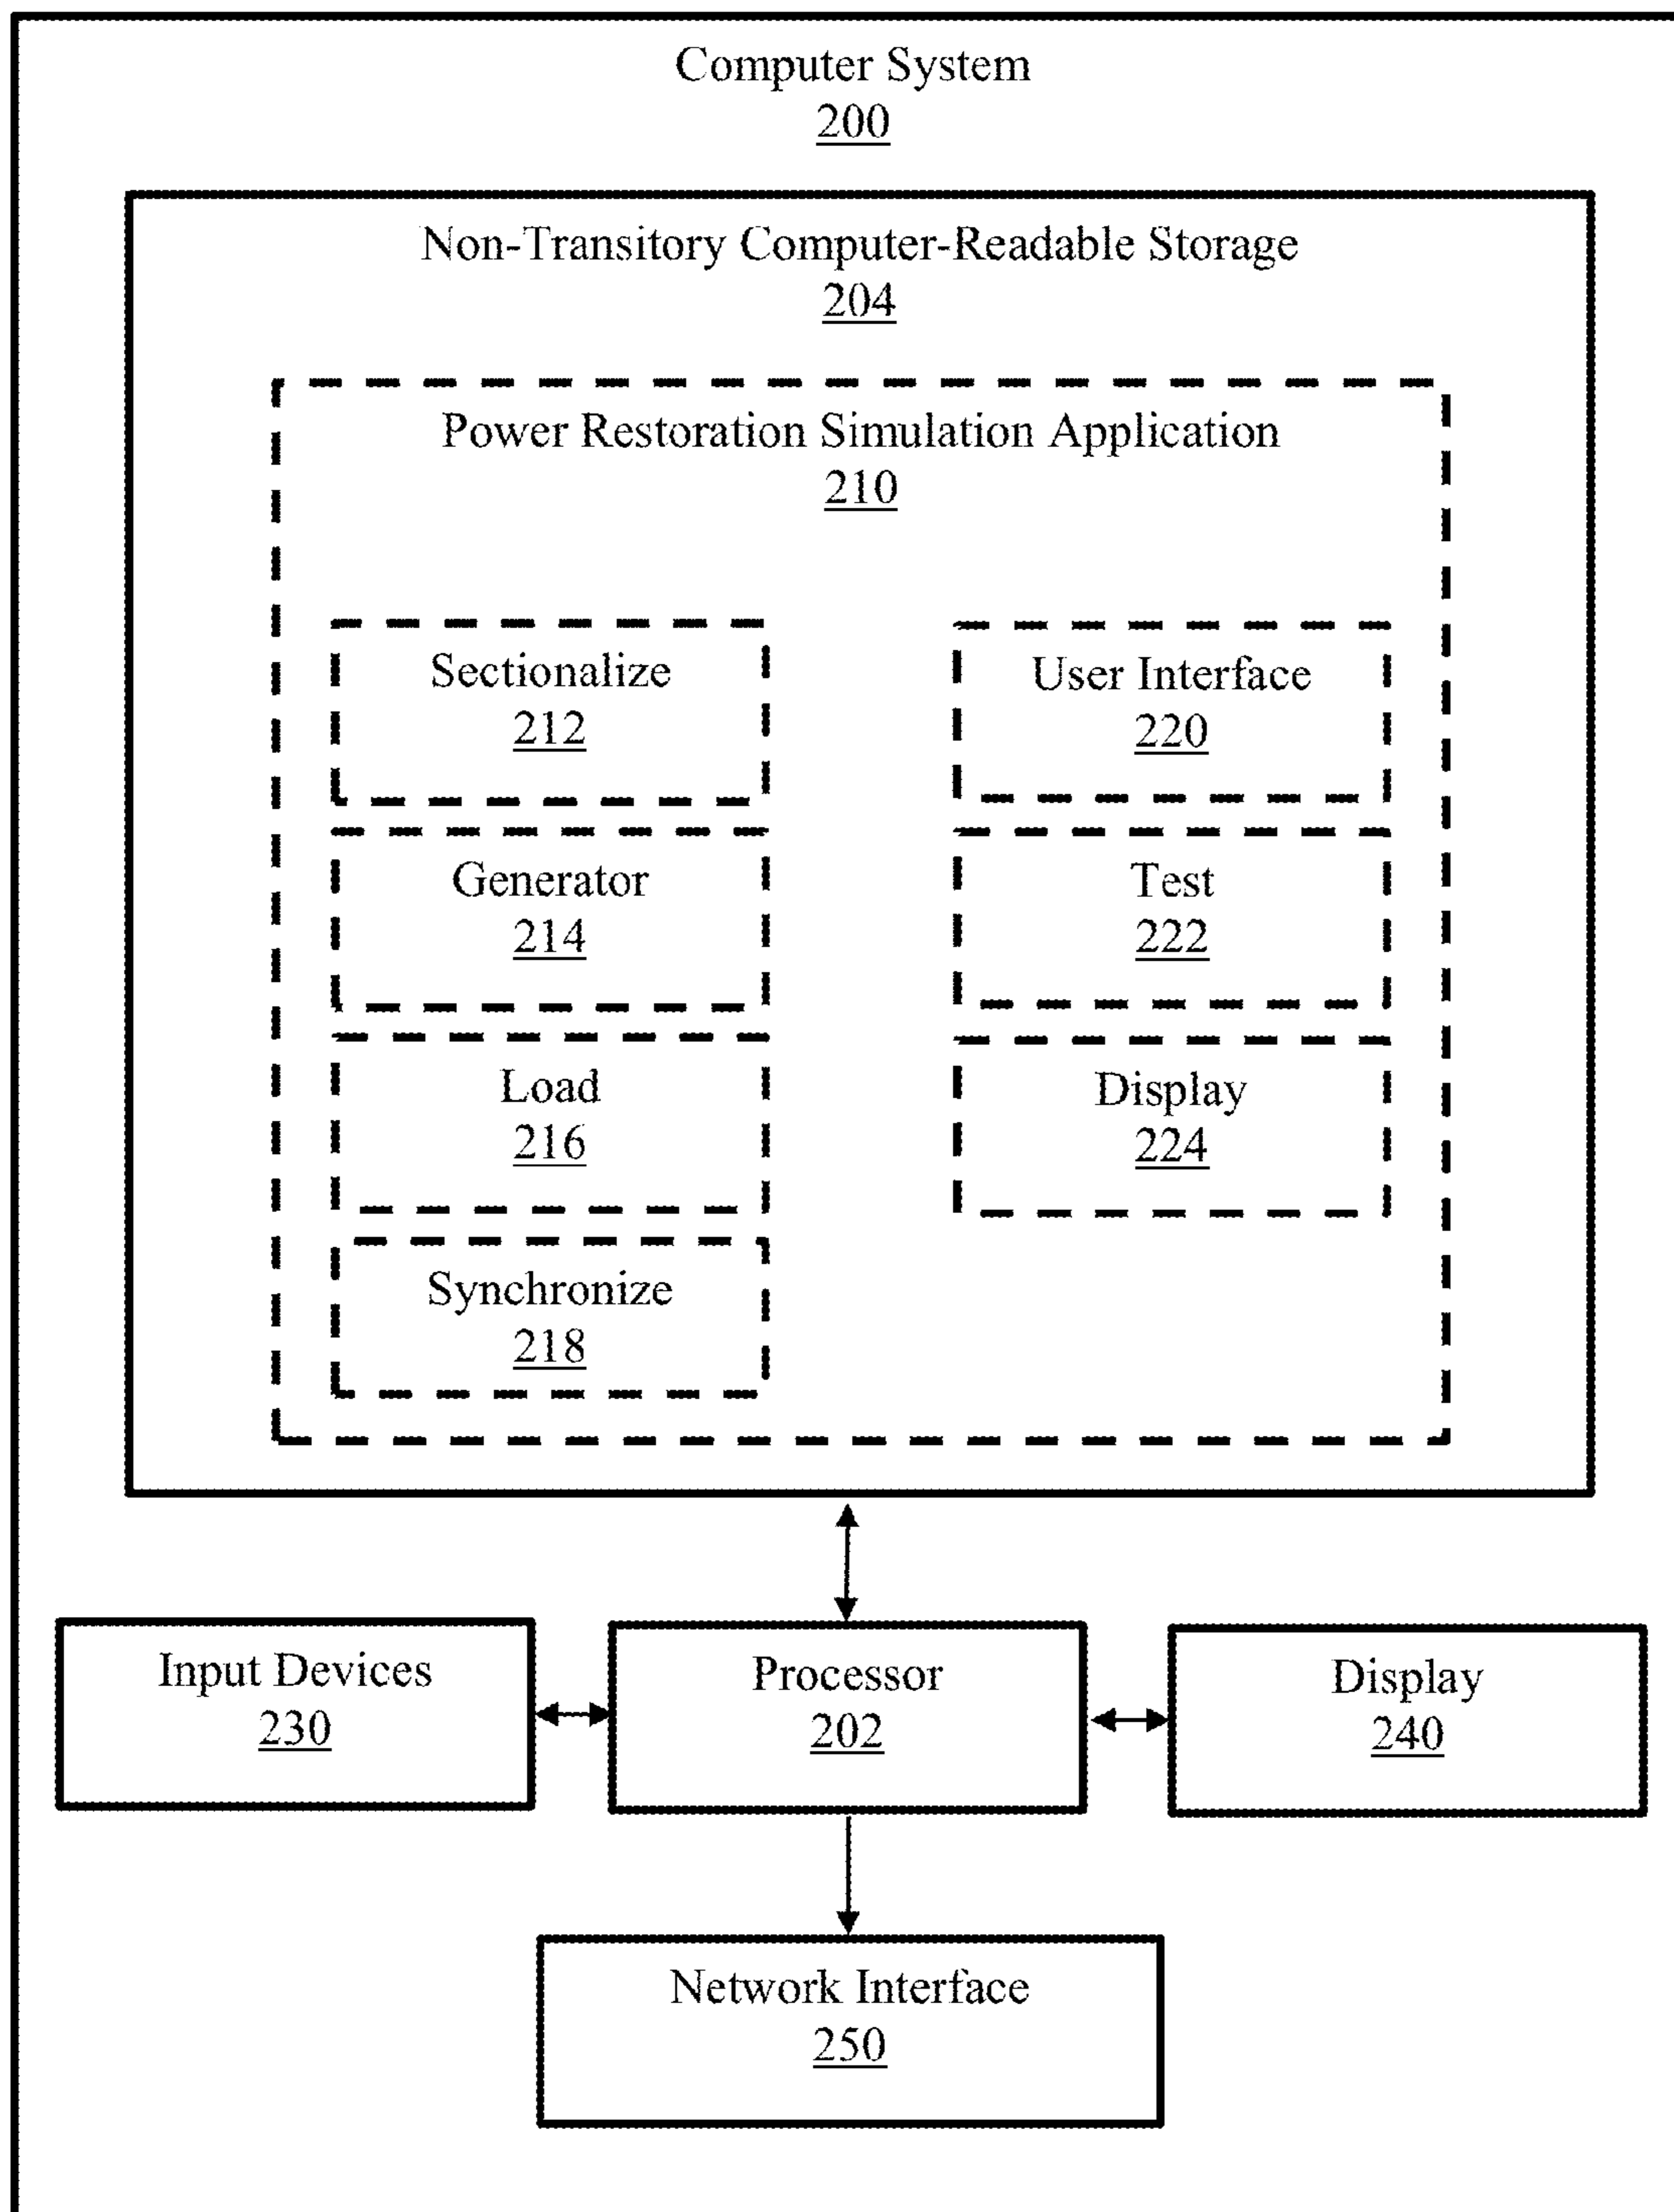 Computer System
200
Non-Transitory Computer-Readable Storage
204
Power Restoration Simulation Application
210
Sectionalize
212
User Interface
220
Generator
214
Test
222
Load
216
Display
224
Synchronize
218
Input Devices
230
Processor
202
Display
240
Network Interface
250